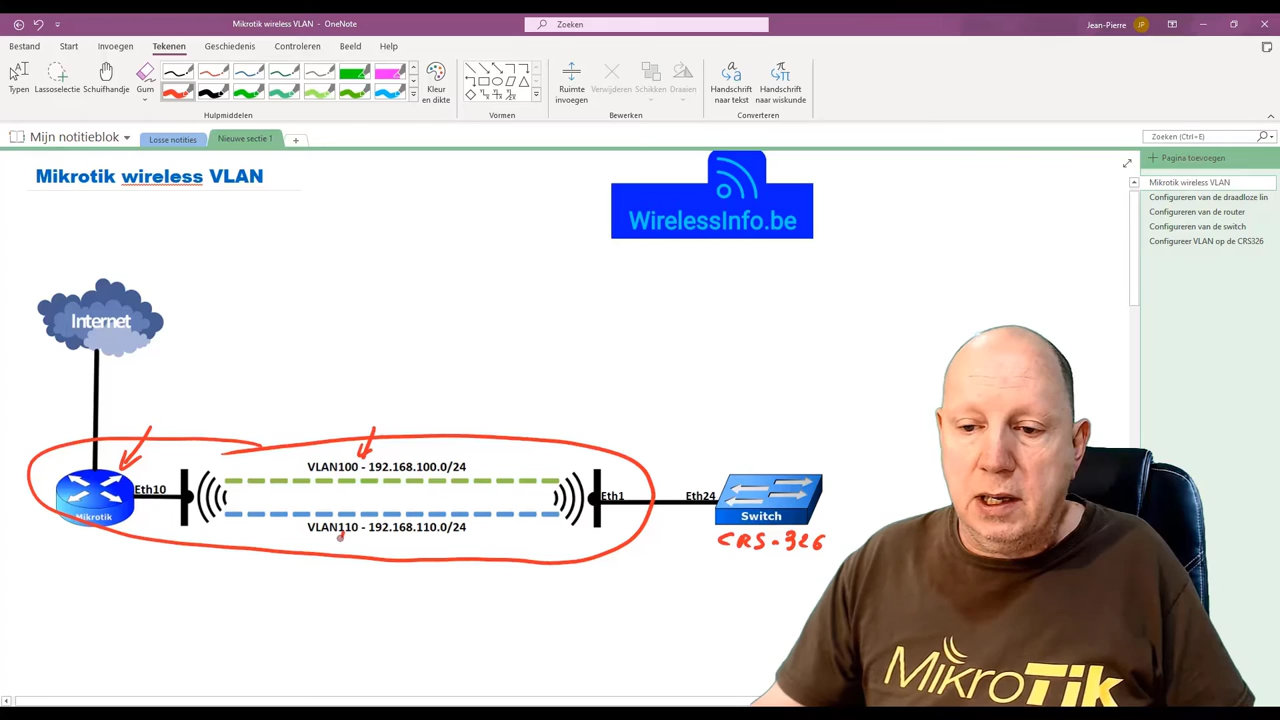 Mikrotik wireless VLAN - OneNote
Zoeken
Jean-Pierre
JP
Bestand Start Invoegen Tekenen Geschiedenis Controleren Beeld Help
Typen Lassoselectie Schuifhandje Gum
Kleur en dikte
Ruimte invoegen
Verwijderen Schikken Draaien
Handschrift naar tekst
Handschrift naar wiskunde
Hulpmiddelen Vormen Bewerken Converteren
Mijn notitieblok Losse notities Nieuwe sectie 1 +
Zoeken (Ctrl+E)
Pagina toevoegen
Mikrotik wireless VLAN
Configureren van de draadloze lin
Configureren van de router
Configureren van de switch
Configureer VLAN op de CRS326
Mikrotik wireless VLAN
WirelessInfo.be
Internet
VLAN100 - 192.168.100.0/24
Eth10 Eth1 Eth24
Mikrotik
Switch
VLAN110 - 192.168.110.0/24
CRS-326
MikroTik